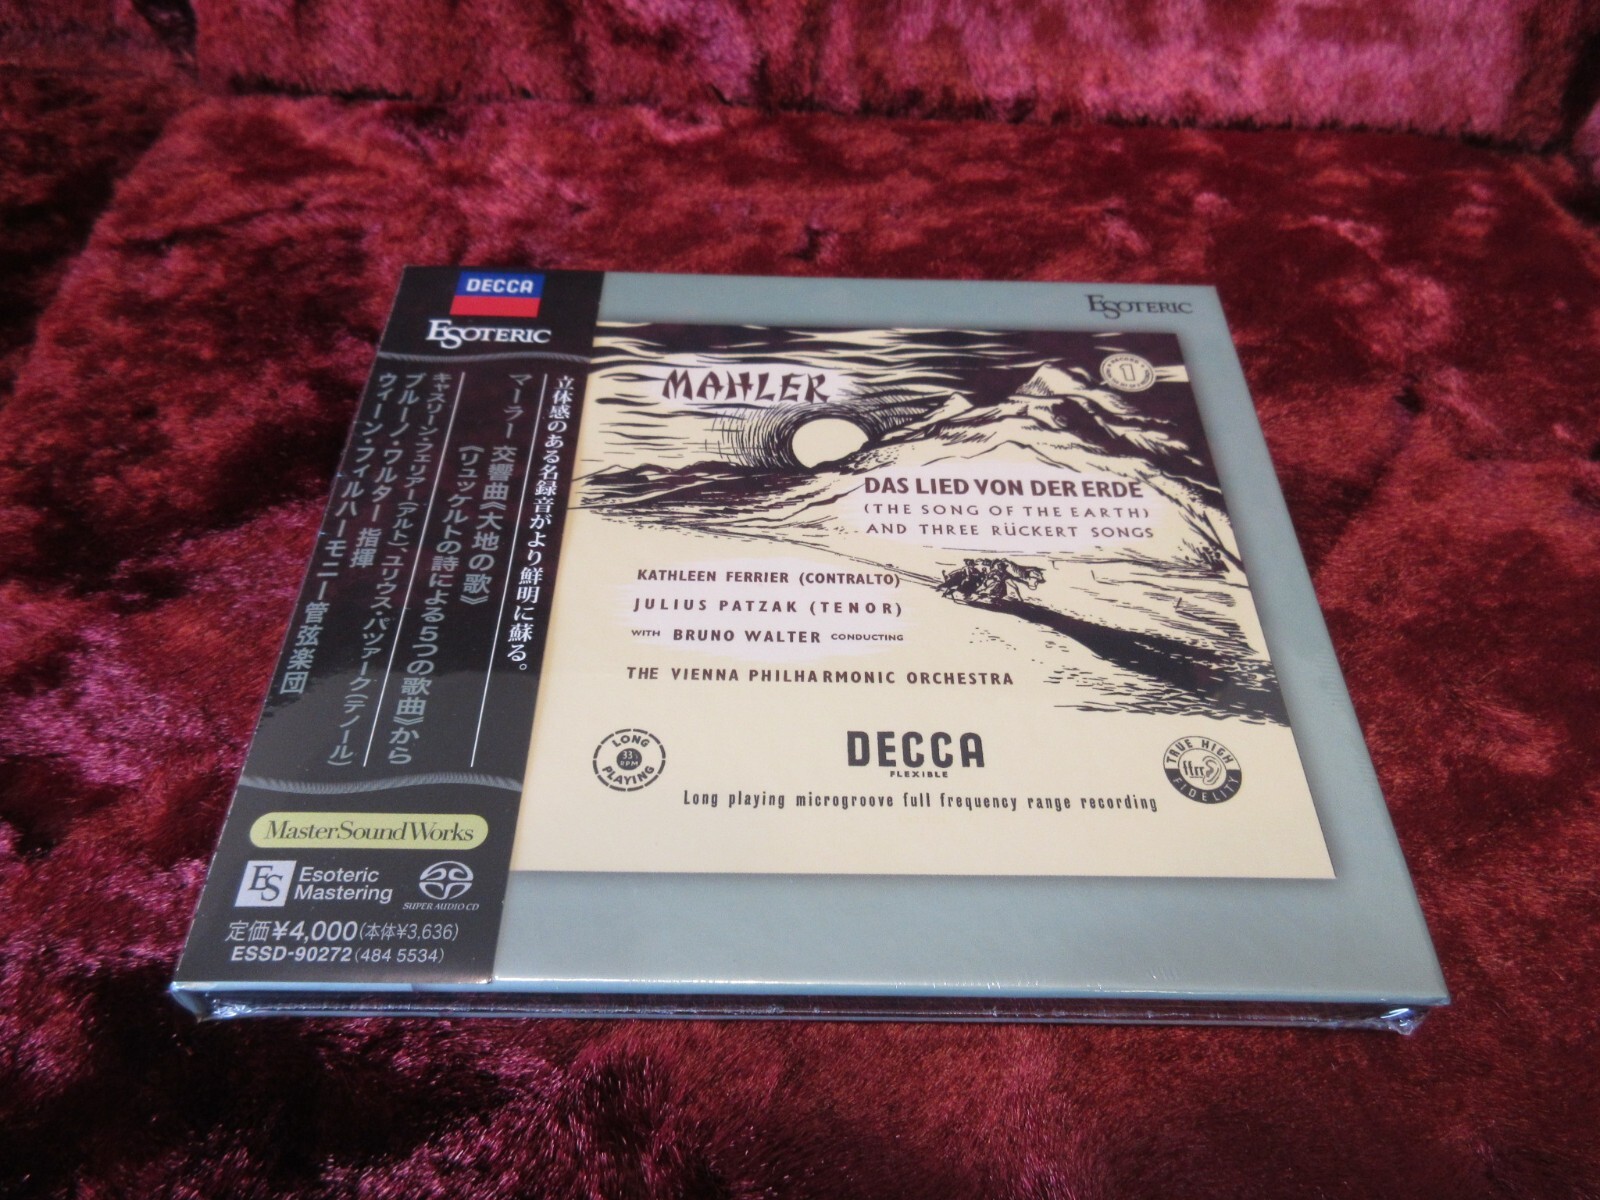 DECCA
ESOTERIC
立体感のある名録音がより鮮明に蘇る。
マーラー 交響曲《大地の歌》
《リュッケルトの詩による5つの歌曲》から
キャスリーン・フェリアー(アルト)、ユリウス・パツァーク(テノール)
ブルーノ・ワルター 指揮
ウィーン・フィルハーモニー管弦楽団
MasterSoundWorks
ES
Esoteric
Mastering
SUPER AUDIO CD
定価¥4,000(本体¥3,636)
ESSD-90272(484 5534)
ESOTERIC
MAHLER
1
DAS LIED VON DER ERDE
(THE SONG OF THE EARTH)
AND THREE RÜCKERT SONGS
KATHLEEN FERRIER (CONTRALTO)
JULIUS PATZAK (TENOR)
WITH BRUNO WALTER CONDUCTING
THE VIENNA PHILHARMONIC ORCHESTRA
LONG
33⅓
RPM
PLAYING
DECCA
FLEXIBLE
TRUE HIGH
ffrr
FIDELITY
Long playing microgroove full frequency range recording